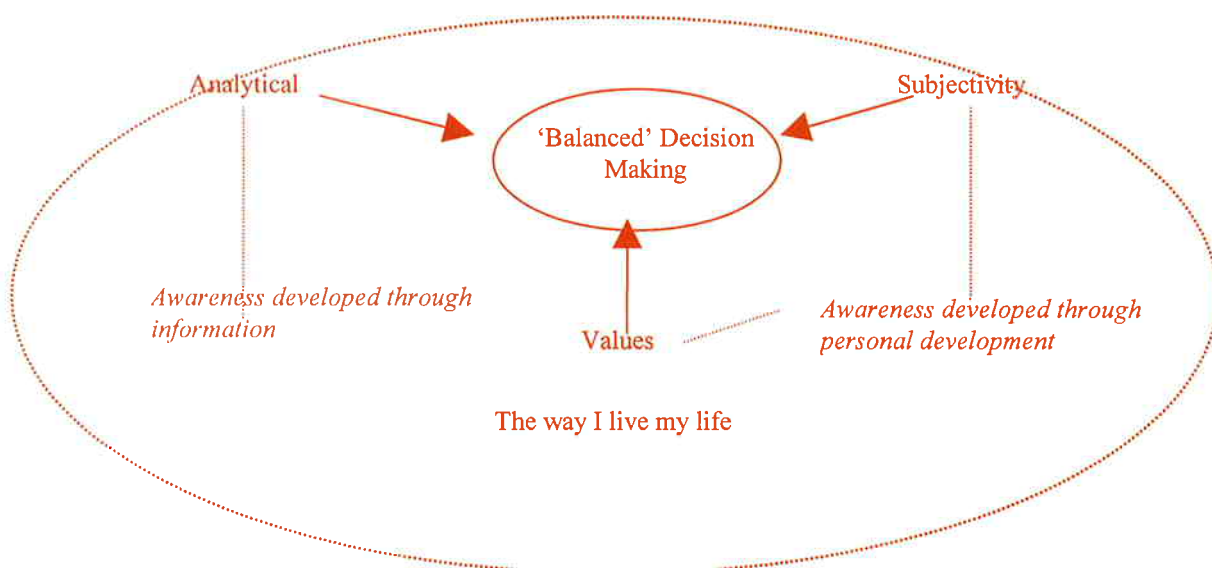 Analytical
Subjectivity
‘Balanced’ Decision
Making
Awareness developed through
information
Values
Awareness developed through
personal development
The way I live my life